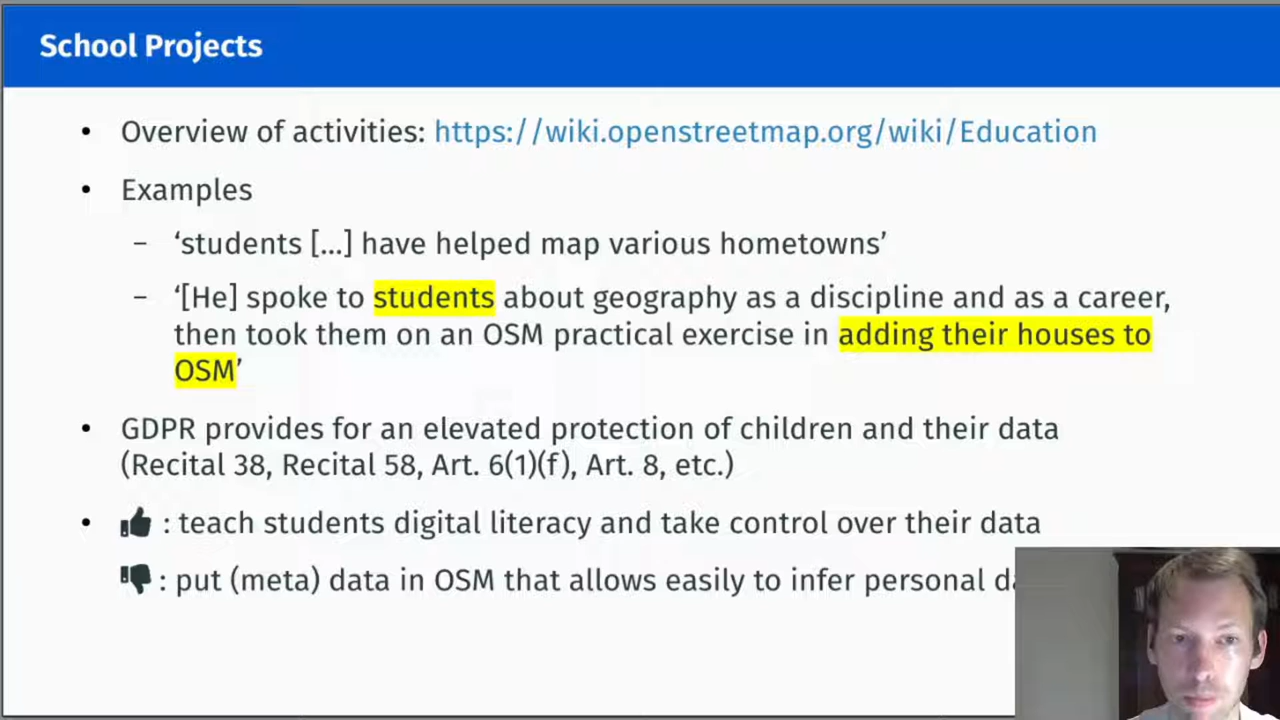 School Projects
• Overview of activities: https://wiki.openstreetmap.org/wiki/Education
• Examples
– ‘students [...] have helped map various hometowns’
– ‘[He] spoke to students about geography as a discipline and as a career,
then took them on an OSM practical exercise in adding their houses to
OSM’
• GDPR provides for an elevated protection of children and their data
(Recital 38, Recital 58, Art. 6(1)(f), Art. 8, etc.)
• : teach students digital literacy and take control over their data
: put (meta) data in OSM that allows easily to infer personal